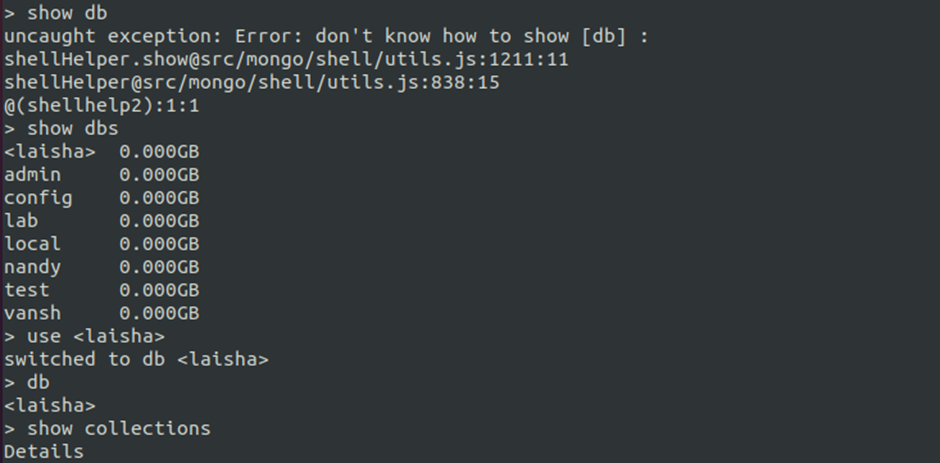 > show db
uncaught exception: Error: don't know how to show [db] :
shellHelper.show@src/mongo/shell/utils.js:1211:11
shellHelper@src/mongo/shell/utils.js:838:15
@(shellhelp2):1:1
> show dbs
<laisha>  0.000GB
admin     0.000GB
config    0.000GB
lab       0.000GB
local     0.000GB
nandy     0.000GB
test      0.000GB
vansh     0.000GB
> use <laisha>
switched to db <laisha>
> db
<laisha>
> show collections
Details